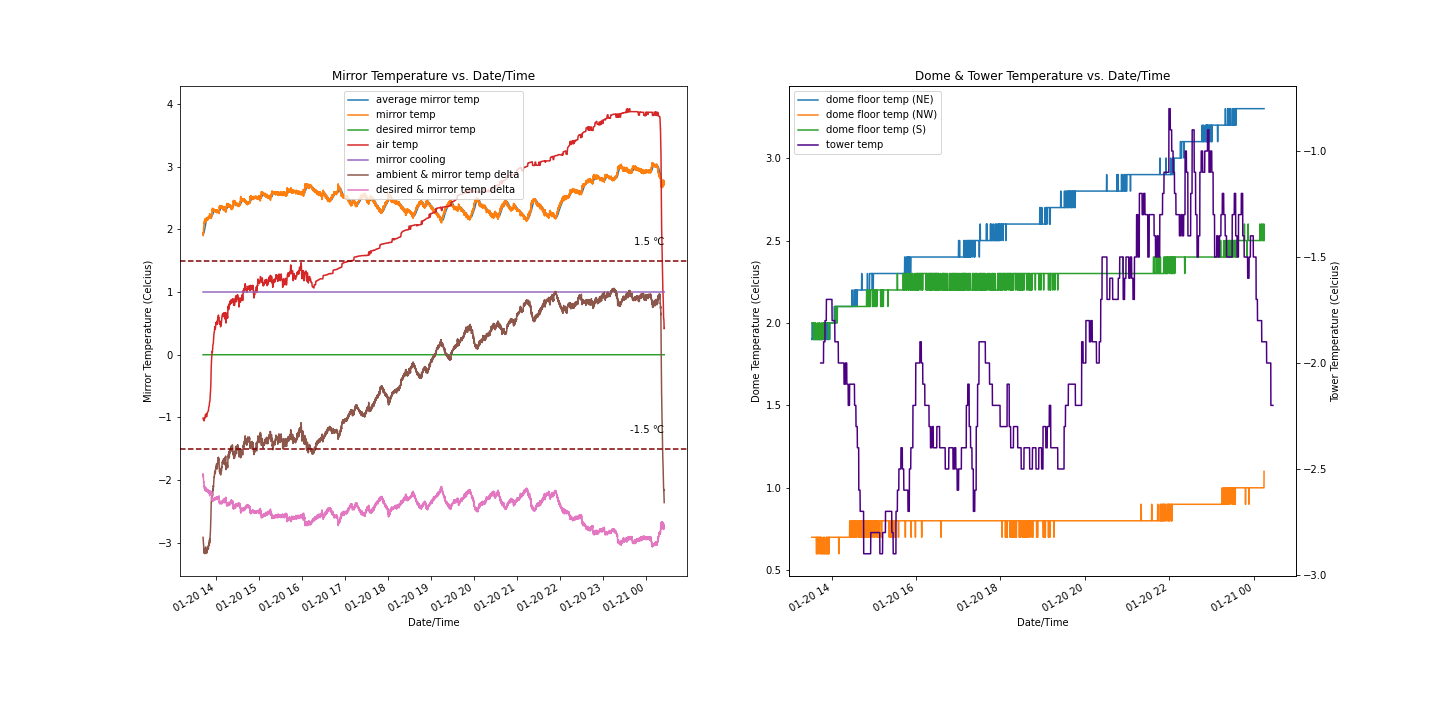 Mirror Temperature vs. Date/Time
Mirror Temperature (Celcius)
4
3
2
1
0
−1
−2
−3
average mirror temp
mirror temp
desired mirror temp
air temp
mirror cooling
ambient & mirror temp delta
desired & mirror temp delta
1.5 °C
-1.5 °C
01-20 14
01-20 15
01-20 16
01-20 17
01-20 18
01-20 19
01-20 20
01-20 21
01-20 22
01-20 23
01-21 00
Date/Time
Dome & Tower Temperature vs. Date/Time
Dome Temperature (Celcius)
3.0
2.5
2.0
1.5
1.0
0.5
dome floor temp (NE)
dome floor temp (NW)
dome floor temp (S)
tower temp
−1.0
−1.5
−2.0
−2.5
−3.0
Tower Temperature (Celcius)
01-20 14
01-20 16
01-20 18
01-20 20
01-20 22
01-21 00
Date/Time